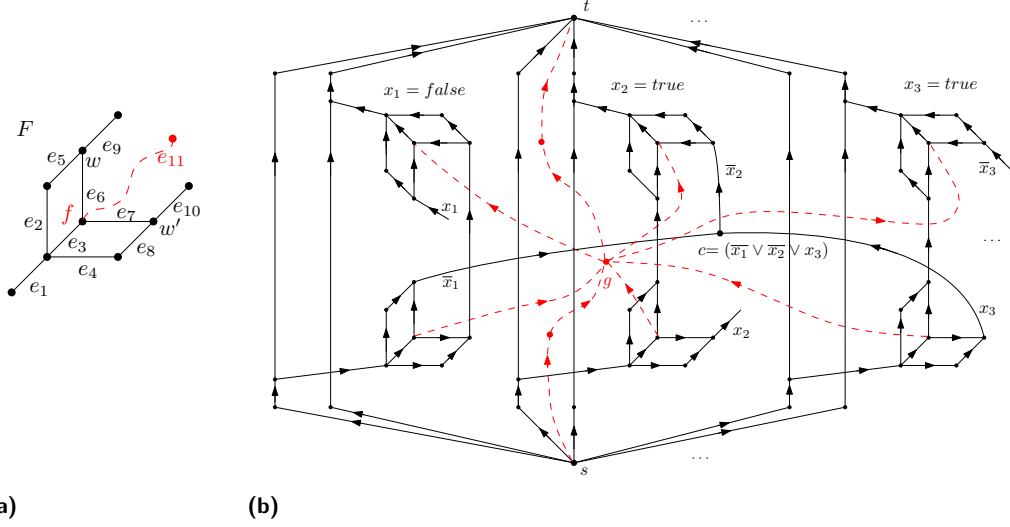 F
e₉
e₅
w
e₁₁
e₆
e₂
f
e₇
e₁₀
w′
e₃
e₈
e₄
e₁
a)
t
...
x₁ = false
x₂ = true
x₃ = true
x̅₂
x̅₃
x₁
c= (x̅₁ ∨ x̅₂ ∨ x₃)
...
x̅₁
g
x₃
x₂
s
...
(b)